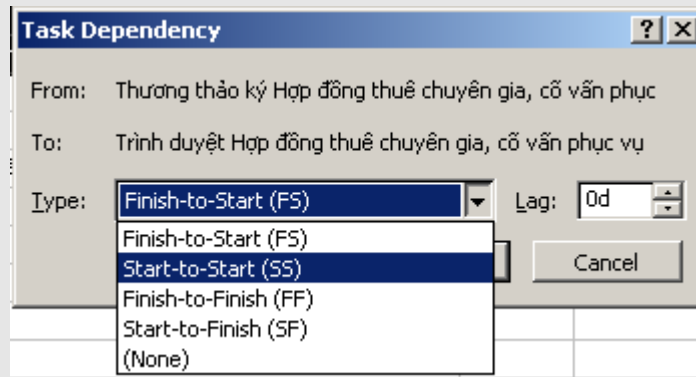 Task Dependency
From: Thương thảo ký Hợp đồng thuê chuyên gia, cố vấn phục
To: Trình duyệt Hợp đồng thuê chuyên gia, cố vấn phục vụ
Type: Finish-to-Start (FS) Lag: 0d
Finish-to-Start (FS)
Start-to-Start (SS)
Cancel
Finish-to-Finish (FF)
Start-to-Finish (SF)
(None)